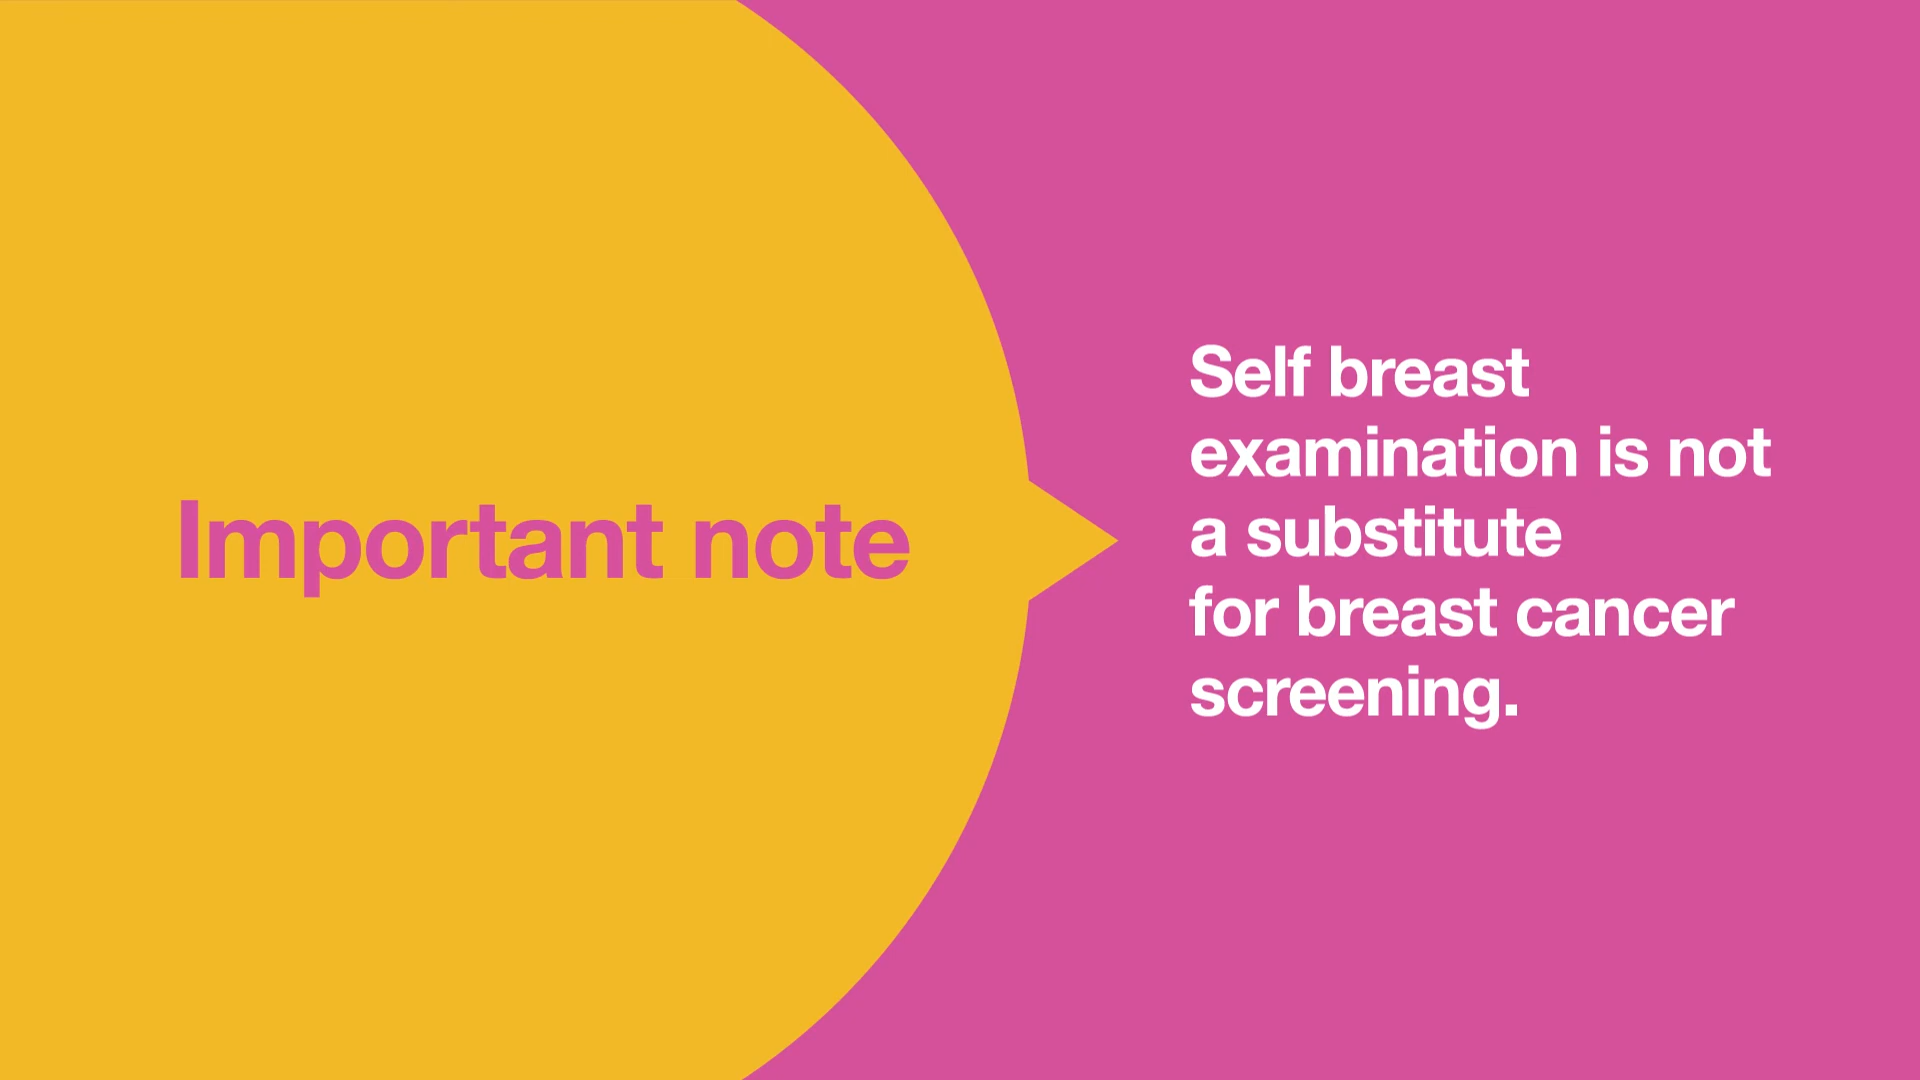 Important note
Self breast
examination is not
a substitute
for breast cancer
screening.